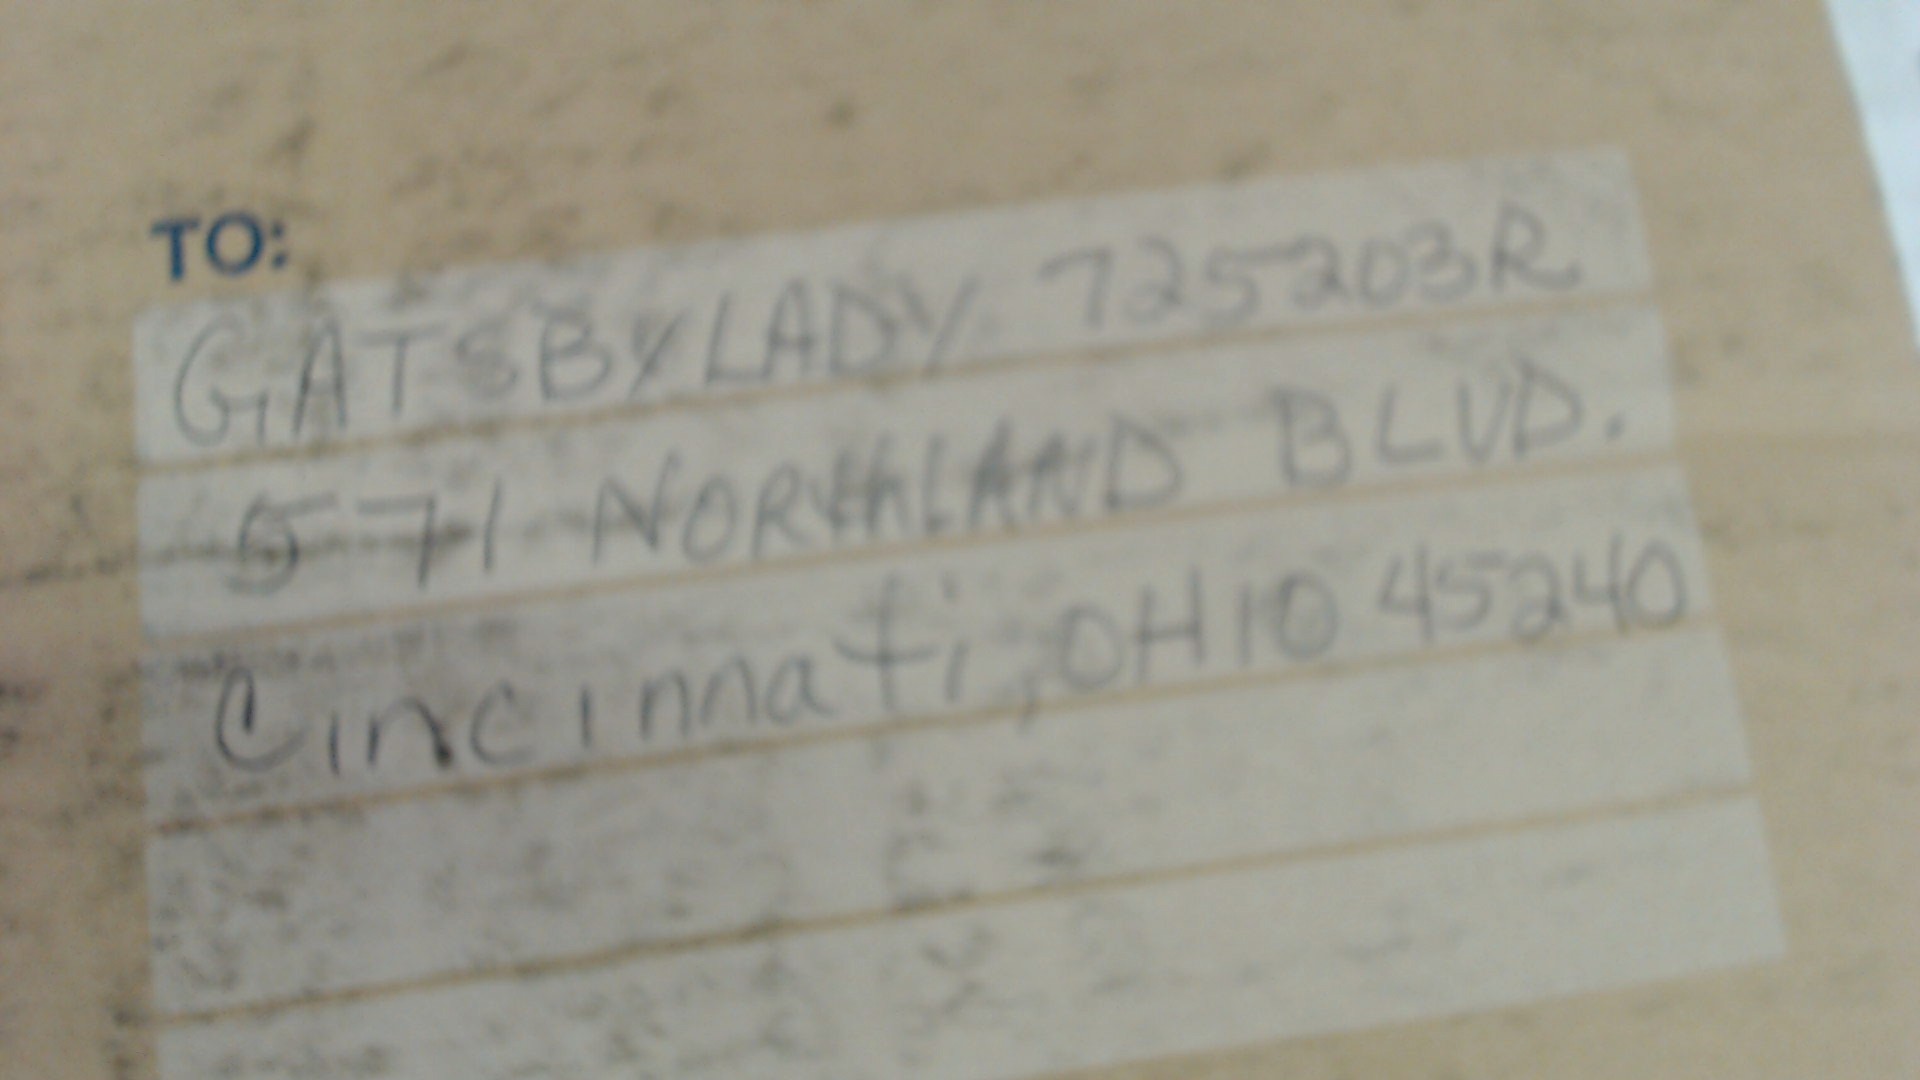 TO:
GATSBYLADY 725203R
571 NORTHLAND BLVD.
Cincinnati, OHIO 45240